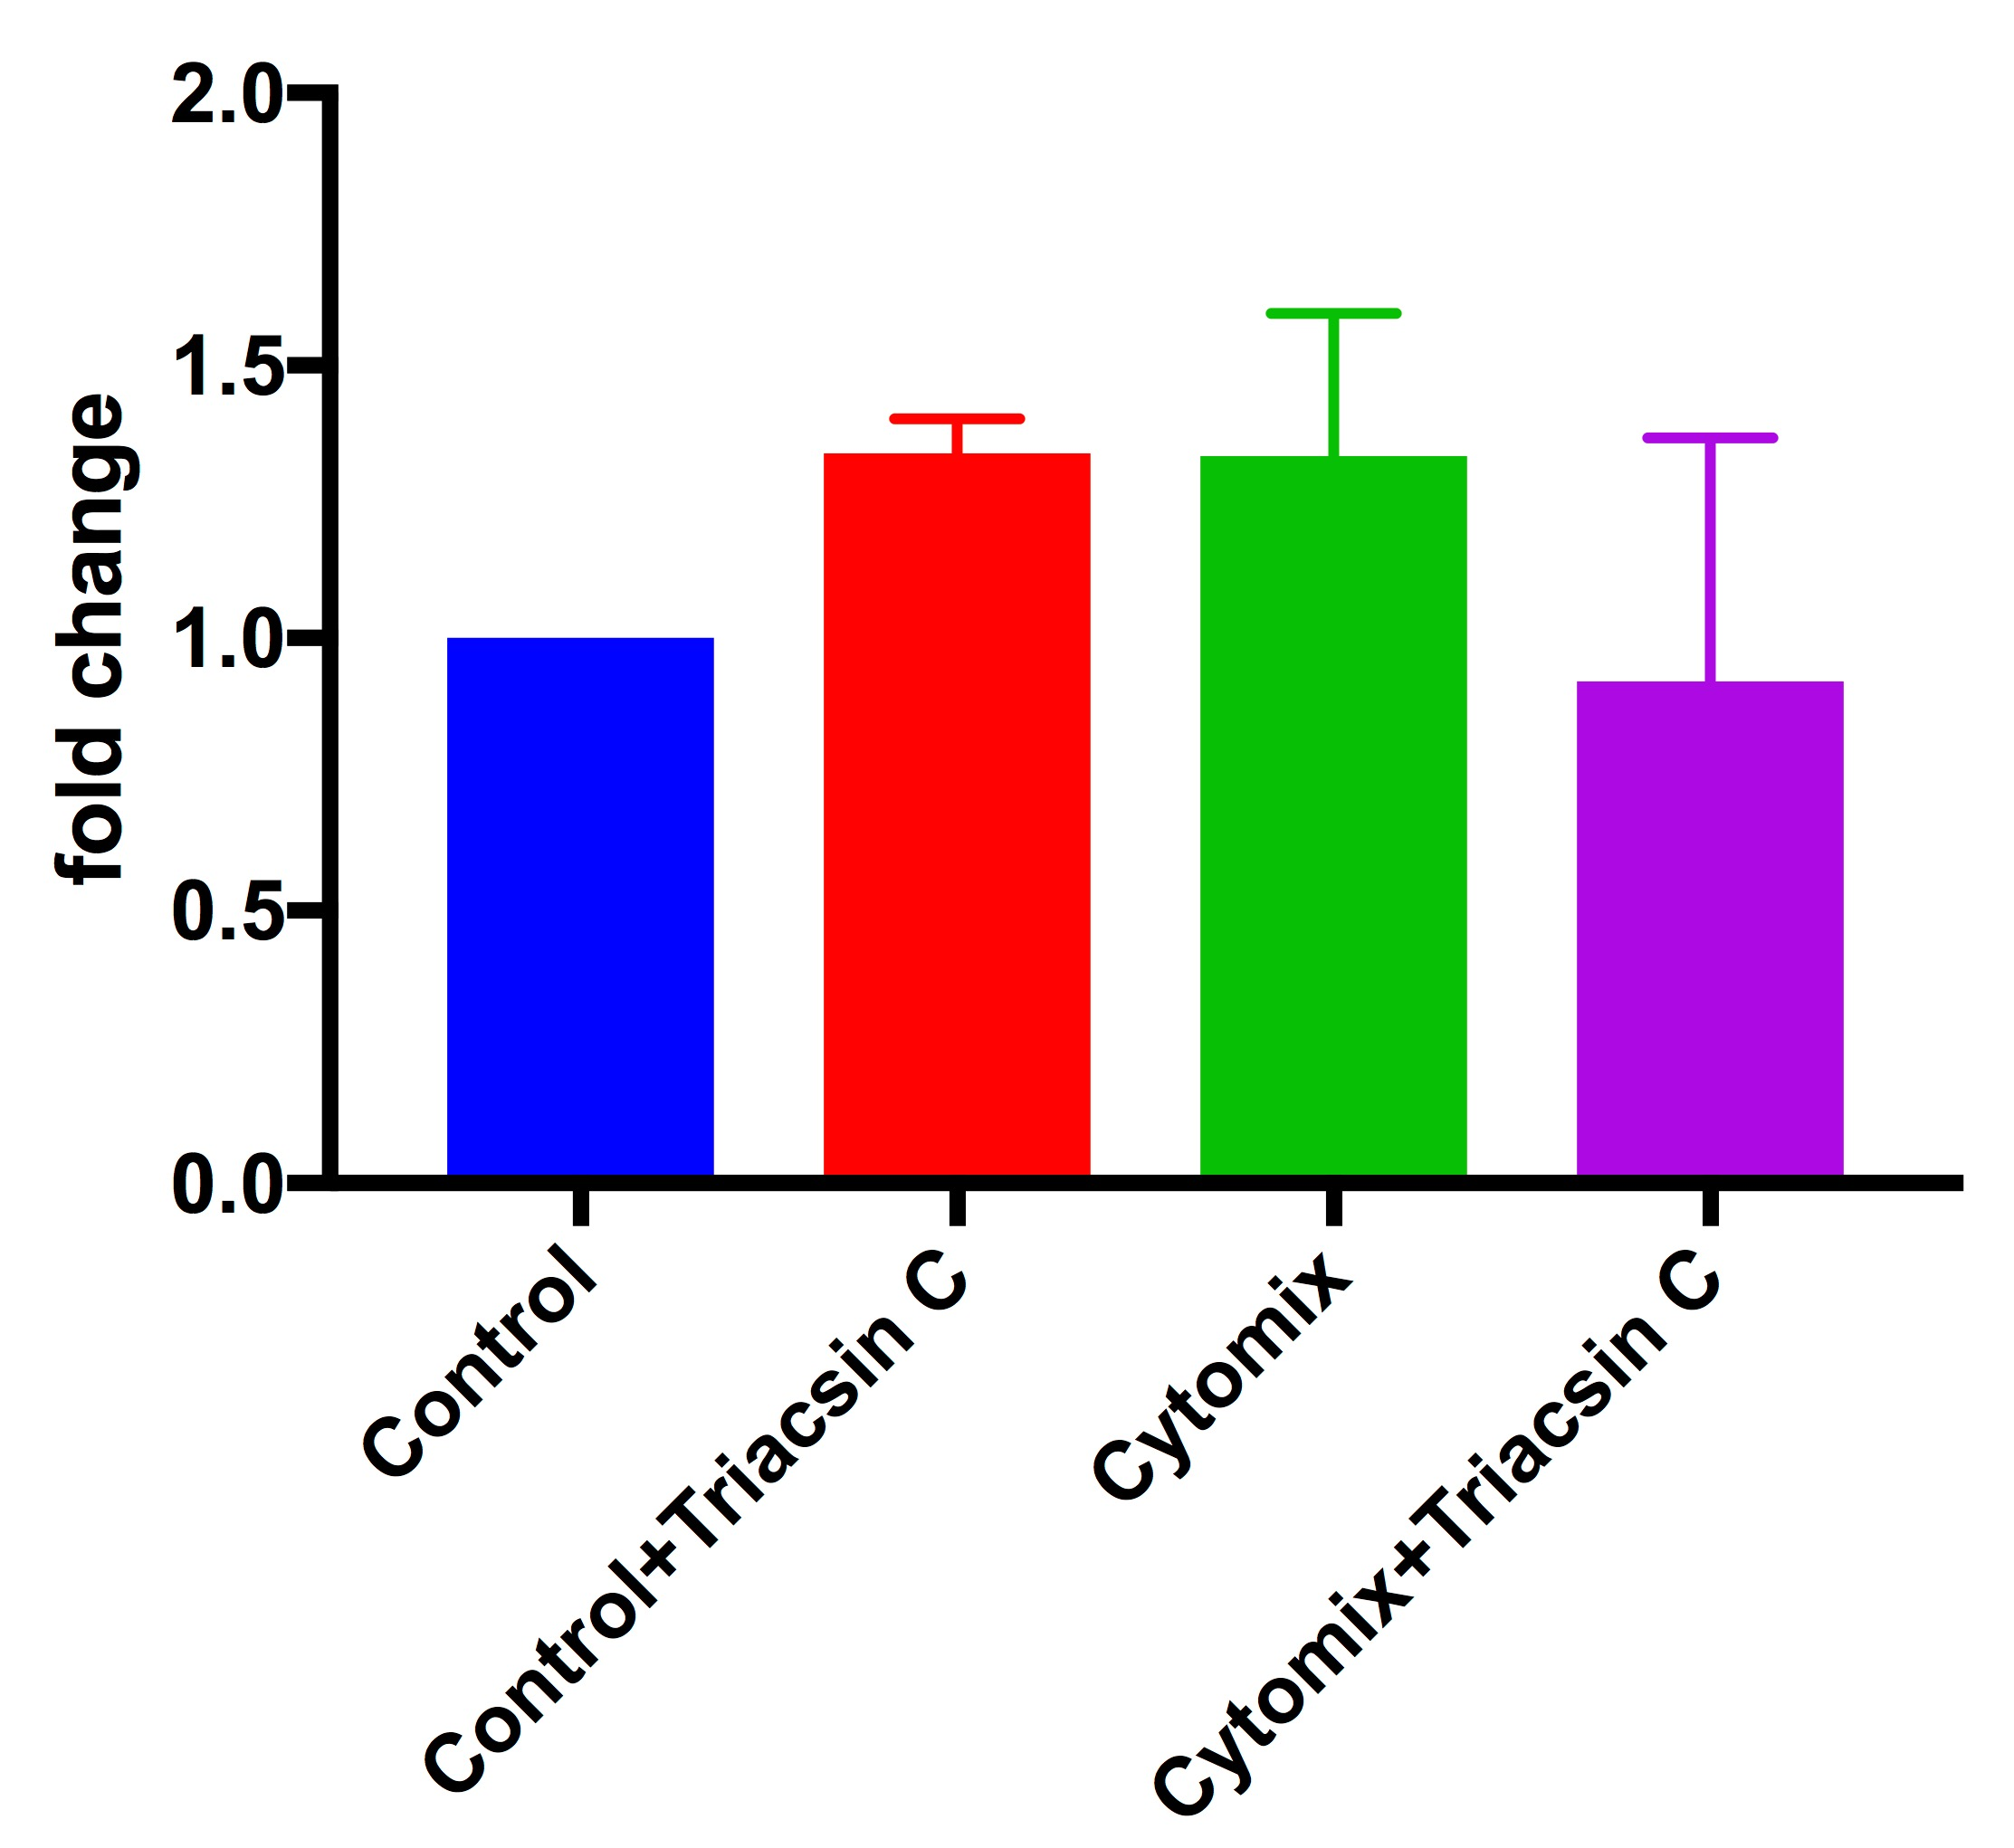 fold change
2.0
1.5
1.0
0.5
0.0
Control
Control+Triacsin C
Cytomix
Cytomix+Triacsin C